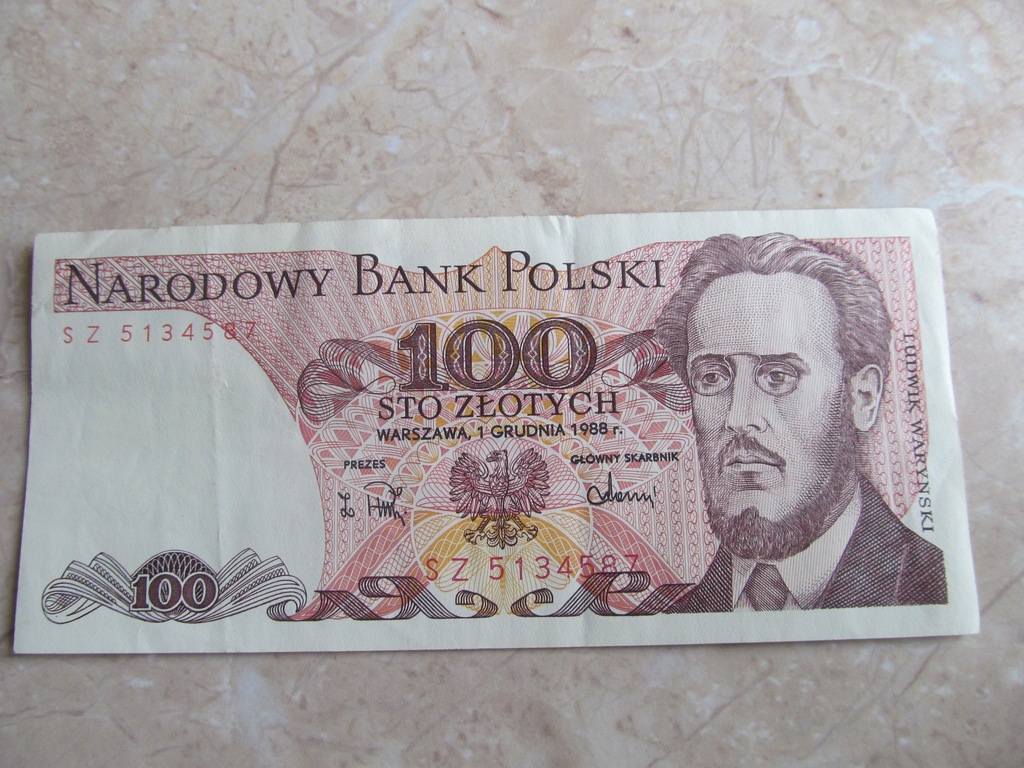 NARODOWY BANK POLSKI
SZ 5134587
100
STO ZŁOTYCH
WARSZAWA, 1 GRUDNIA 1988 r.
PREZES
GŁÓWNY SKARBNIK
SZ 5134587
100
LUDWIK WARYŃSKI